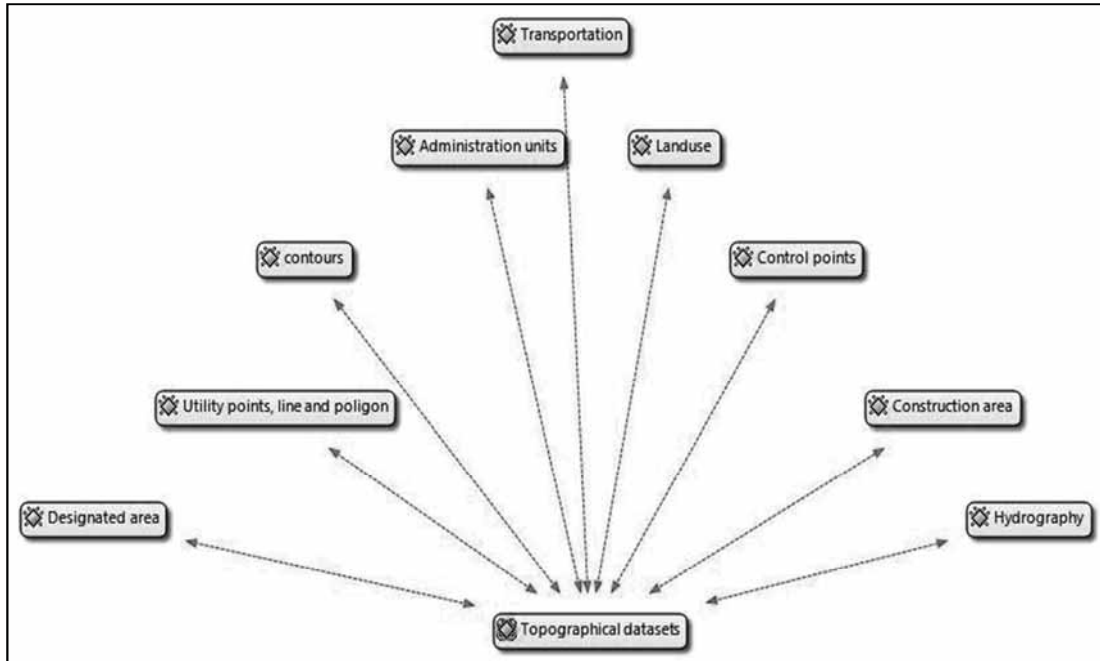 Transportation
Administration units
Landuse
contours
Control points
Utility points, line and poligon
Construction area
Designated area
Hydrography
Topographical datasets